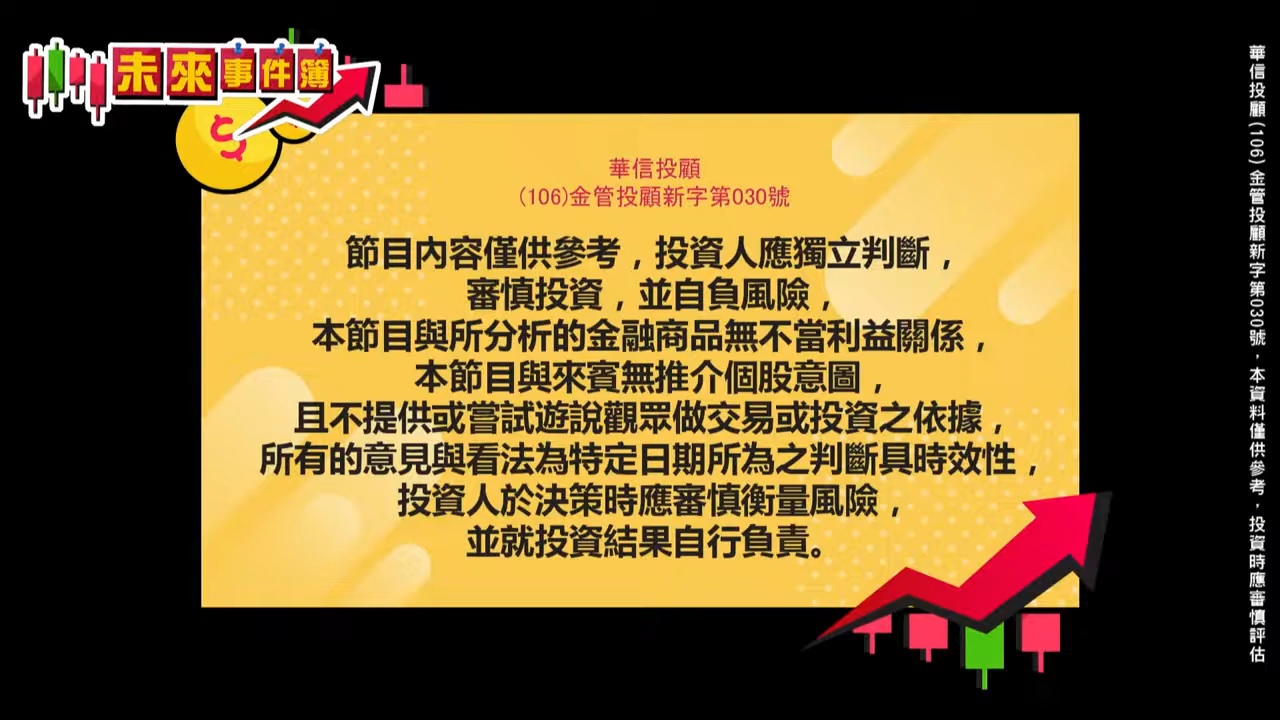 未來事件簿
華信投顧
(106)金管投顧新字第030號
節目內容僅供參考，投資人應獨立判斷，
審慎投資，並自負風險，
本節目與所分析的金融商品無不當利益關係，
本節目與來賓無推介個股意圖，
且不提供或嘗試遊說觀眾做交易或投資之依據，
所有的意見與看法為特定日期所為之判斷具時效性，
投資人於決策時應審慎衡量風險，
並就投資結果自行負責。
華信投顧(106)金管投顧新字第030號，本資料僅供參考，投資時應審慎評估